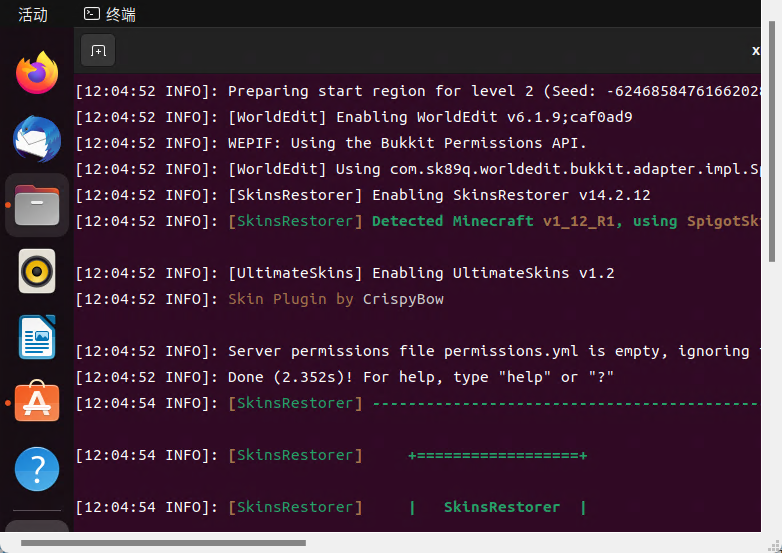 活动 终端
x
[12:04:52 INFO]: Preparing start region for level 2 (Seed: -62468584761662028
[12:04:52 INFO]: [WorldEdit] Enabling WorldEdit v6.1.9;caf0ad9
[12:04:52 INFO]: WEPIF: Using the Bukkit Permissions API.
[12:04:52 INFO]: [WorldEdit] Using com.sk89q.worldedit.bukkit.adapter.impl.Sp
[12:04:52 INFO]: [SkinsRestorer] Enabling SkinsRestorer v14.2.12
[12:04:52 INFO]: [SkinsRestorer] Detected Minecraft v1_12_R1, using SpigotSki
[12:04:52 INFO]: [UltimateSkins] Enabling UltimateSkins v1.2
[12:04:52 INFO]: Skin Plugin by CrispyBow
[12:04:52 INFO]: Server permissions file permissions.yml is empty, ignoring
[12:04:52 INFO]: Done (2.352s)! For help, type "help" or "?"
[12:04:54 INFO]: [SkinsRestorer] -------------------------------------------
[12:04:54 INFO]: [SkinsRestorer]     +==================+
[12:04:54 INFO]: [SkinsRestorer]     |   SkinsRestorer  |